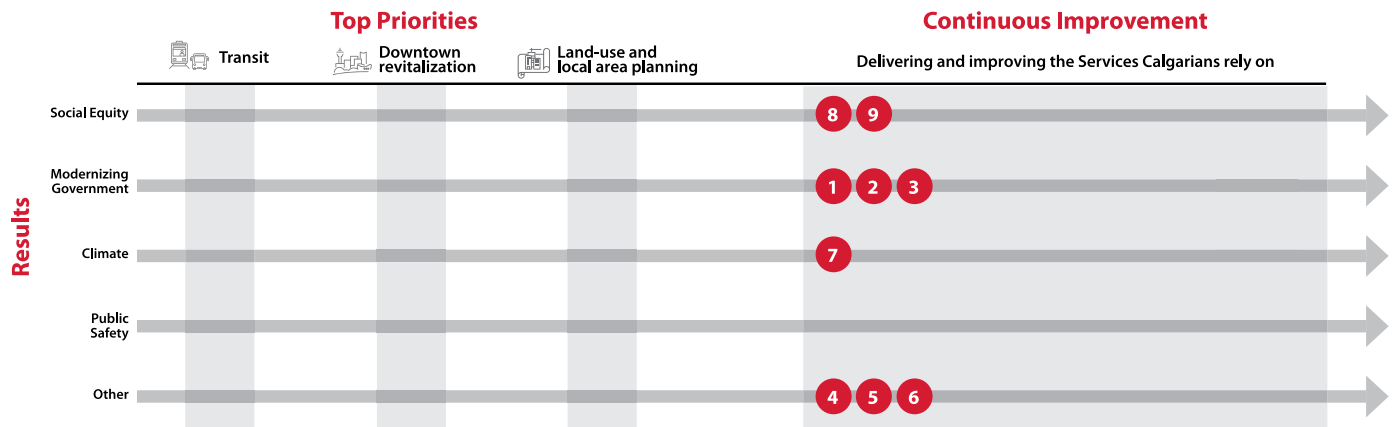 Top Priorities
Continuous Improvement
Transit
Downtown
revitalization
Land-use and
local area planning
Delivering and improving the Services Calgarians rely on
Results
Social Equity
8 9
Modernizing
Government
1 2 3
Climate
7
Public
Safety
Other
4 5 6